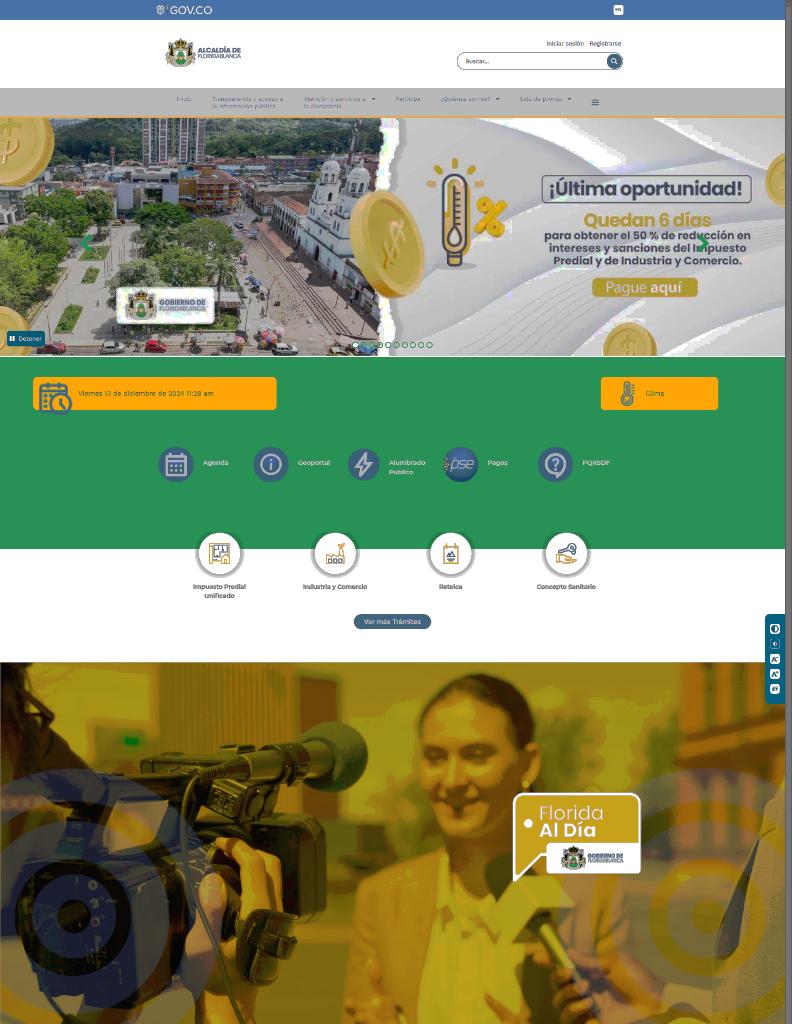 GOV.CO
EN
ALCALDÍA DE
FLORIDABLANCA
Iniciar sesión Registrarse
Buscar...
Inicio
Transparencia y acceso a
la información pública
Atención y servicios a
la ciudadanía
Participa
¿Quiénes somos?
Sala de prensa
¡Última oportunidad!
Quedan 6 días
para obtener el 50 % de reducción en
intereses y sanciones del Impuesto
Predial y de Industria y Comercio.
Pague aquí
GOBIERNO DE
FLORIDABLANCA
Detener
Viernes 13 de diciembre de 2024 11:28 am
Clima
Agenda
Geoportal
Alumbrado
Público
pse
Pagos
PQRSDF
Impuesto Predial
Unificado
Industria y Comercio
Reteica
Concepto Sanitario
Ver más Trámites
Florida
Al Día
GOBIERNO DE
FLORIDABLANCA